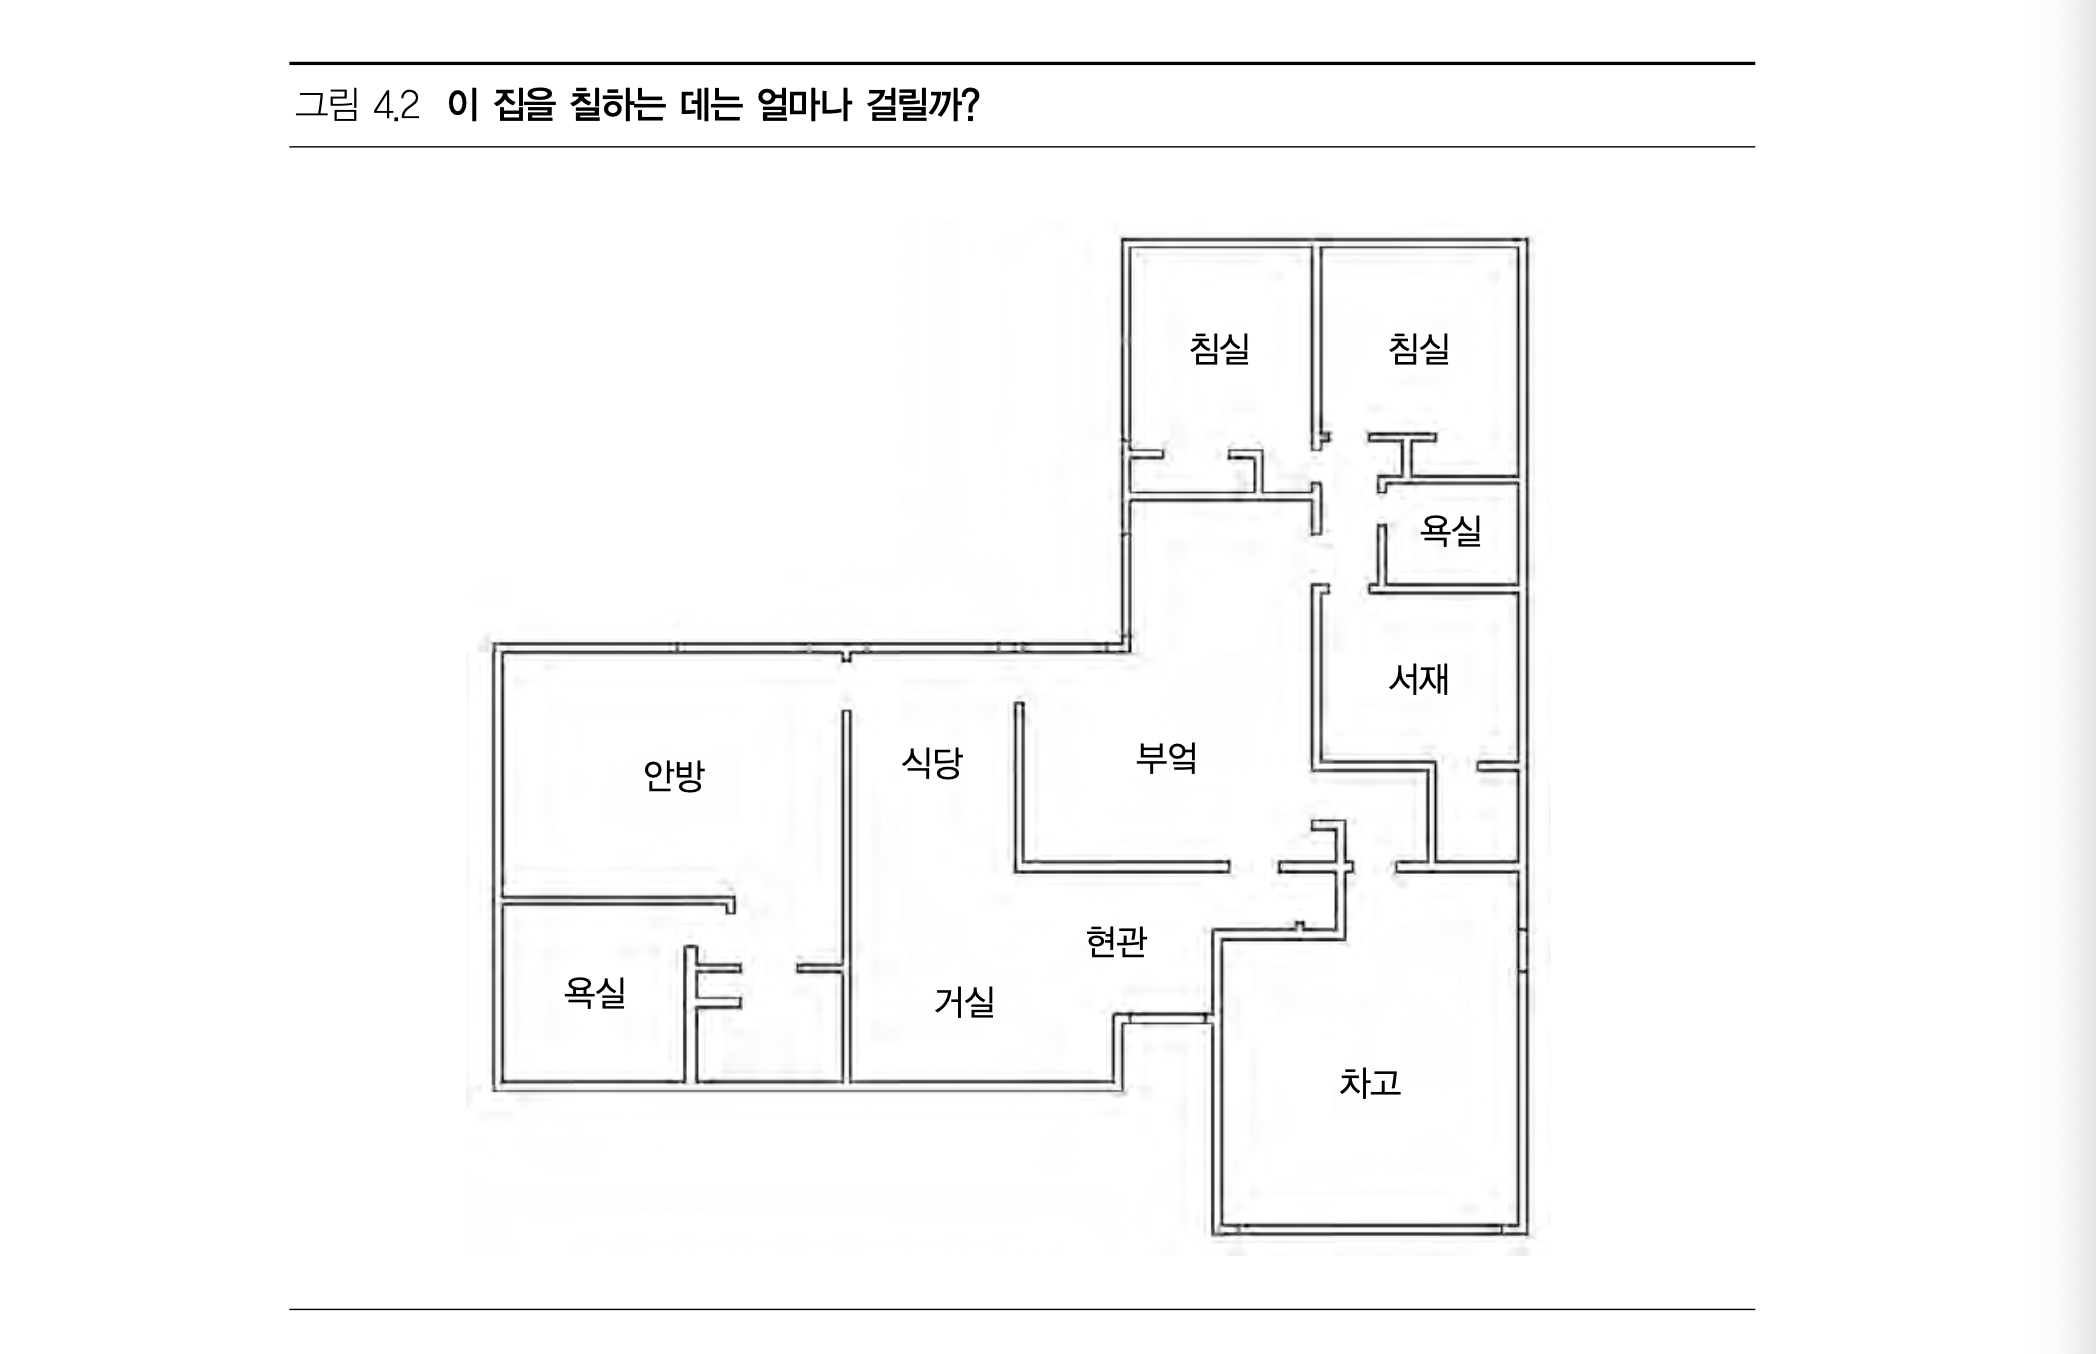 그림 4.2 이 집을 칠하는 데는 얼마나 걸릴까?
침실
침실
욕실
서재
안방
식당
부엌
현관
욕실
거실
차고